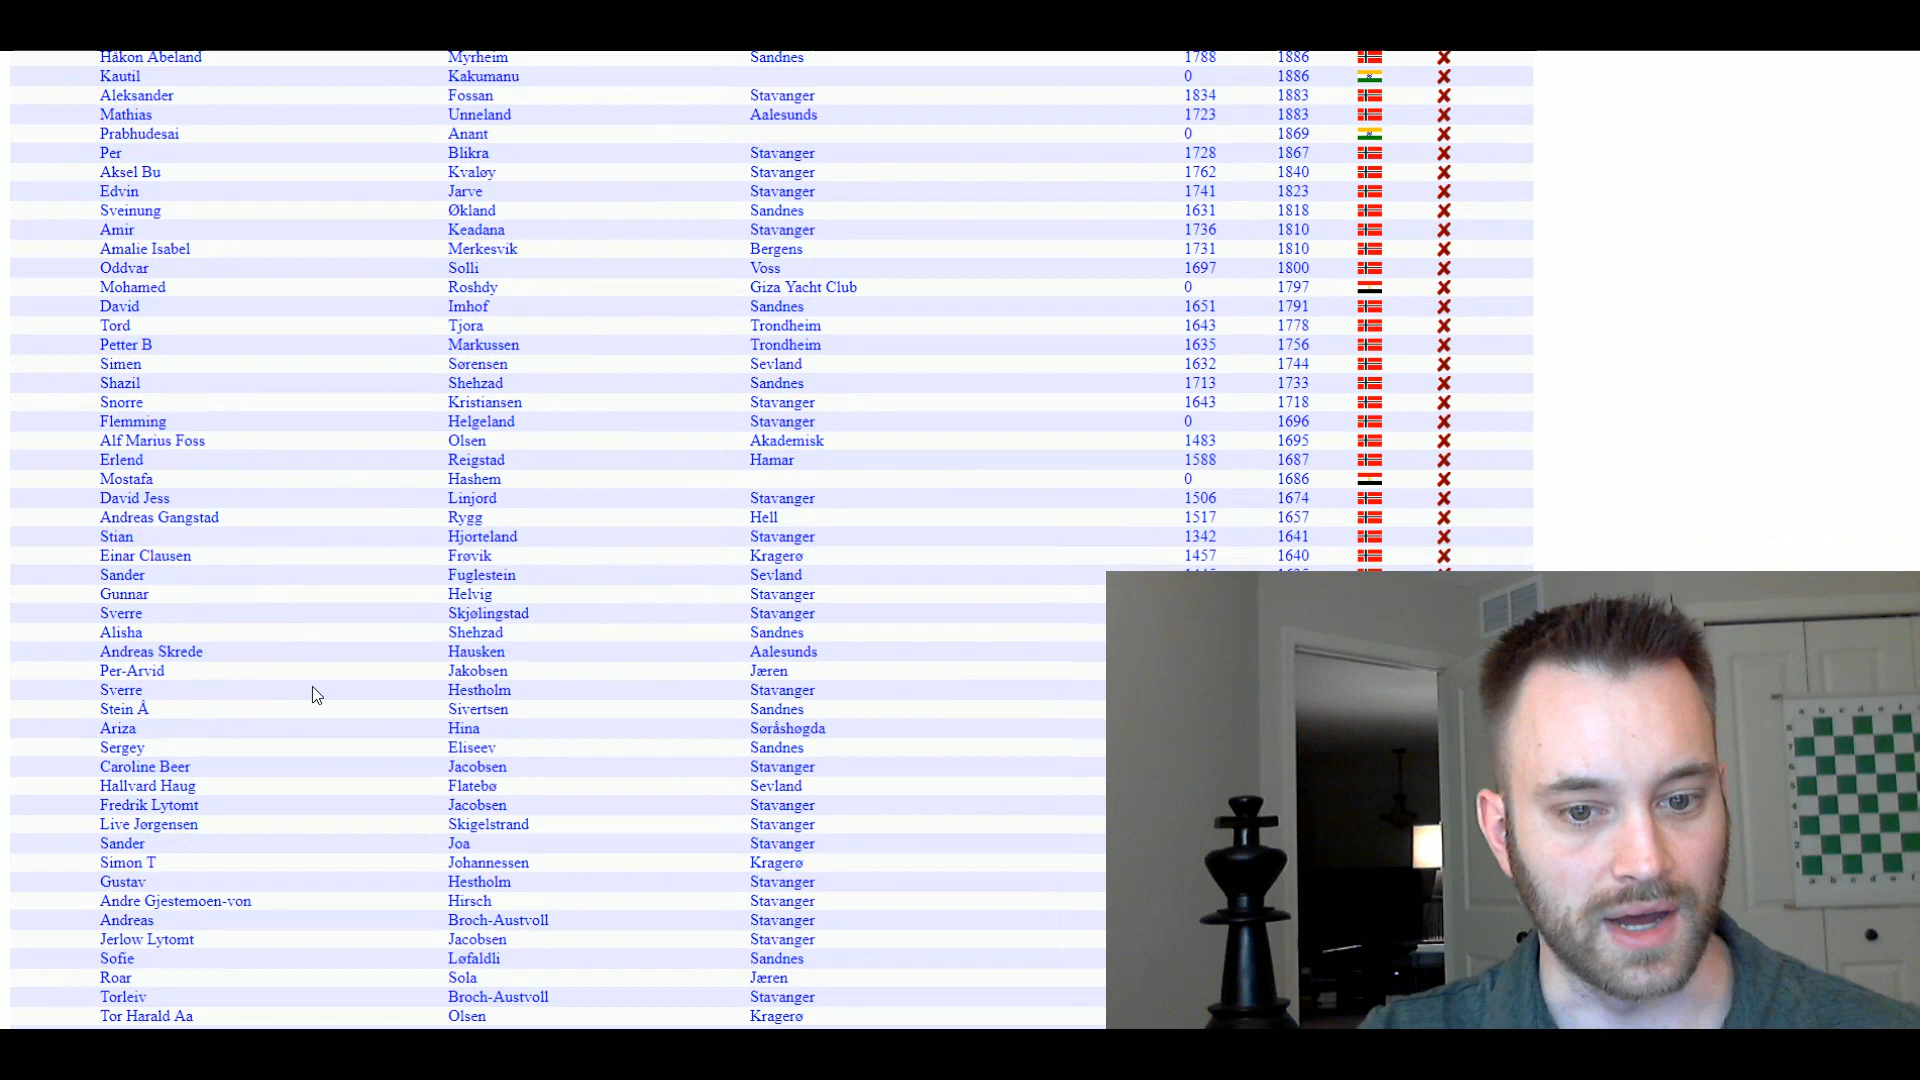 Håkon Abeland Myrheim Sandnes 1788 1886
Kautil Kakumanu 0 1886
Aleksander Fossan Stavanger 1834 1883
Mathias Unneland Aalesunds 1723 1883
Prabhudesai Anant 0 1869
Per Blikra Stavanger 1728 1867
Aksel Bu Kvaløy Stavanger 1762 1840
Edvin Jarve Stavanger 1741 1823
Sveinung Økland Sandnes 1631 1818
Amir Keadana Stavanger 1736 1810
Amalie Isabel Merkesvik Bergens 1731 1810
Oddvar Solli Voss 1697 1800
Mohamed Roshdy Giza Yacht Club 0 1797
David Imhof Sandnes 1651 1791
Tord Tjora Trondheim 1643 1778
Petter B Markussen Trondheim 1635 1756
Simen Sørensen Sevland 1632 1744
Shazil Shehzad Sandnes 1713 1733
Snorre Kristiansen Stavanger 1643 1718
Flemming Helgeland Stavanger 0 1696
Alf Marius Foss Olsen Akademisk 1483 1695
Erlend Reigstad Hamar 1588 1687
Mostafa Hashem 0 1686
David Jess Linjord Stavanger 1506 1674
Andreas Gangstad Rygg Hell 1517 1657
Stian Hjorteland Stavanger 1342 1641
Einar Clausen Frøvik Kragerø 1457 1640
Sander Fuglestein Sevland
Gunnar Helvig Stavanger
Sverre Skjølingstad Stavanger
Alisha Shehzad Sandnes
Andreas Skrede Hausken Aalesunds
Per-Arvid Jakobsen Jæren
Sverre Hestholm Stavanger
Stein Å Sivertsen Sandnes
Ariza Hina Søråshøgda
Sergey Eliseev Sandnes
Caroline Beer Jacobsen Stavanger
Hallvard Haug Flatebø Sevland
Fredrik Lytomt Jacobsen Stavanger
Live Jørgensen Skigelstrand Stavanger
Sander Joa Stavanger
Simon T Johannessen Kragerø
Gustav Hestholm Stavanger
Andre Gjestemoen-von Hirsch Stavanger
Andreas Broch-Austvoll Stavanger
Jerlow Lytomt Jacobsen Stavanger
Sofie Løfaldli Sandnes
Roar Sola Jæren
Torleiv Broch-Austvoll Stavanger
Tor Harald Aa Olsen Kragerø